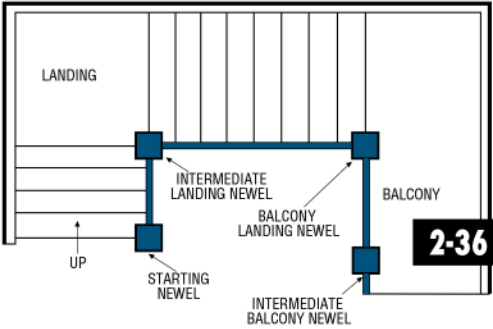 LANDING
INTERMEDIATE
LANDING NEWEL
BALCONY
LANDING NEWEL
BALCONY
2-36
UP
STARTING
NEWEL
INTERMEDIATE
BALCONY NEWEL